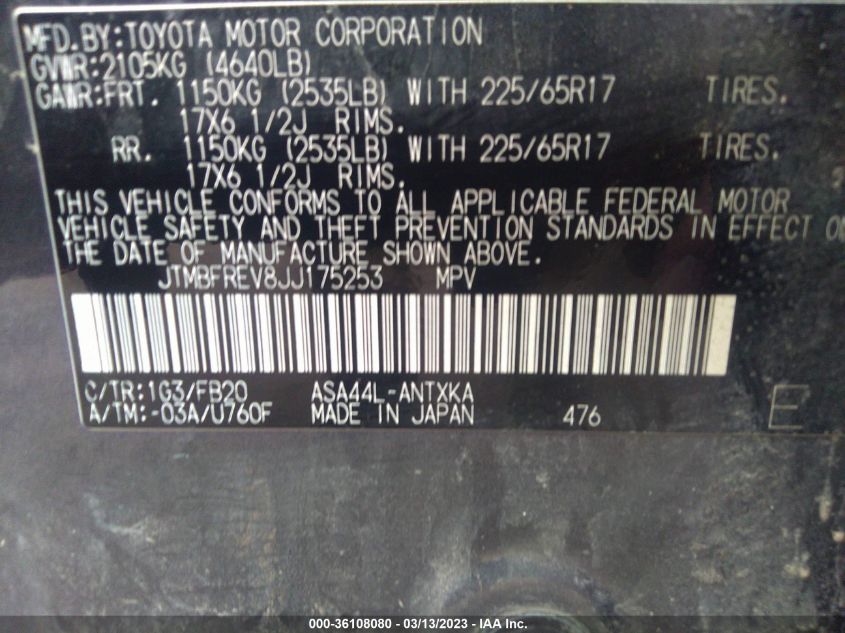 MFD.BY:TOYOTA MOTOR CORPORATION
GVWR:2105KG (4640LB)
GAWR:FRT. 1150KG (2535LB) WITH 225/65R17 TIRES.
17X6 1/2J RIMS.
RR. 1150KG (2535LB) WITH 225/65R17 TIRES.
17X6 1/2J RIMS.
THIS VEHICLE CONFORMS TO ALL APPLICABLE FEDERAL MOTOR
VEHICLE SAFETY AND THEFT PREVENTION STANDARDS IN EFFECT
THE DATE OF MANUFACTURE SHOWN ABOVE.
JTMBFREV8JJ175253 MPV
C/TR:1G3/FB20 ASA44L-ANTXKA
A/TM:-03A/U760F MADE IN JAPAN 476 E
000-36108080 - 03/13/2023 - IAA Inc.